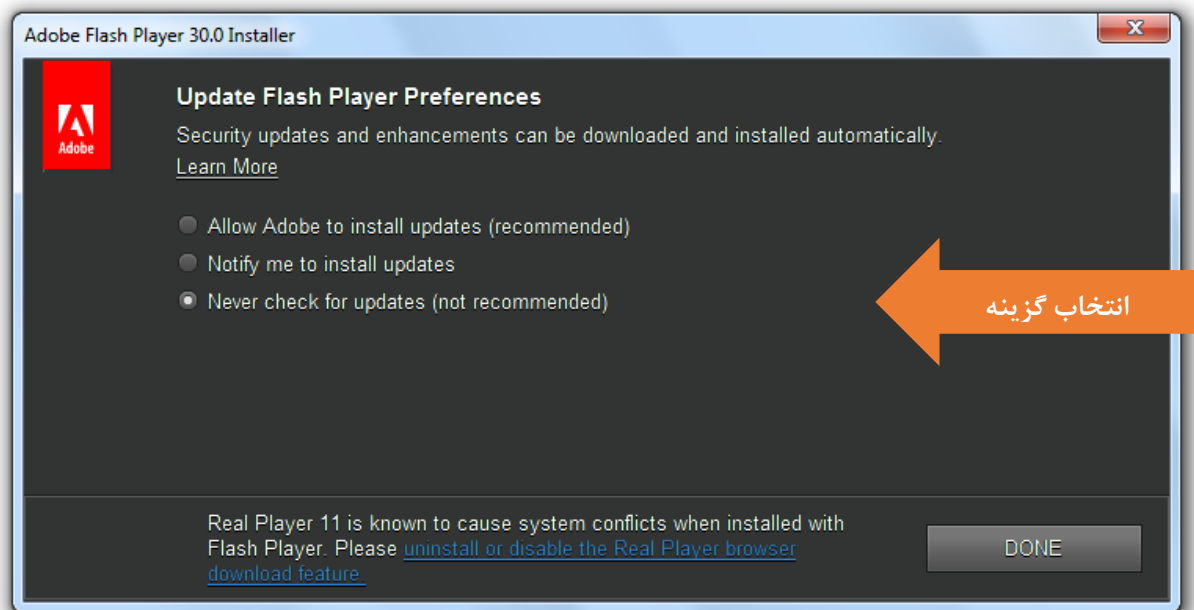 Adobe Flash Player 30.0 Installer
x
Adobe
Update Flash Player Preferences
Security updates and enhancements can be downloaded and installed automatically.
Learn More
Allow Adobe to install updates (recommended)
Notify me to install updates
Never check for updates (not recommended)
انتخاب گزینه
Real Player 11 is known to cause system conflicts when installed with
Flash Player. Please uninstall or disable the Real Player browser
download feature.
DONE